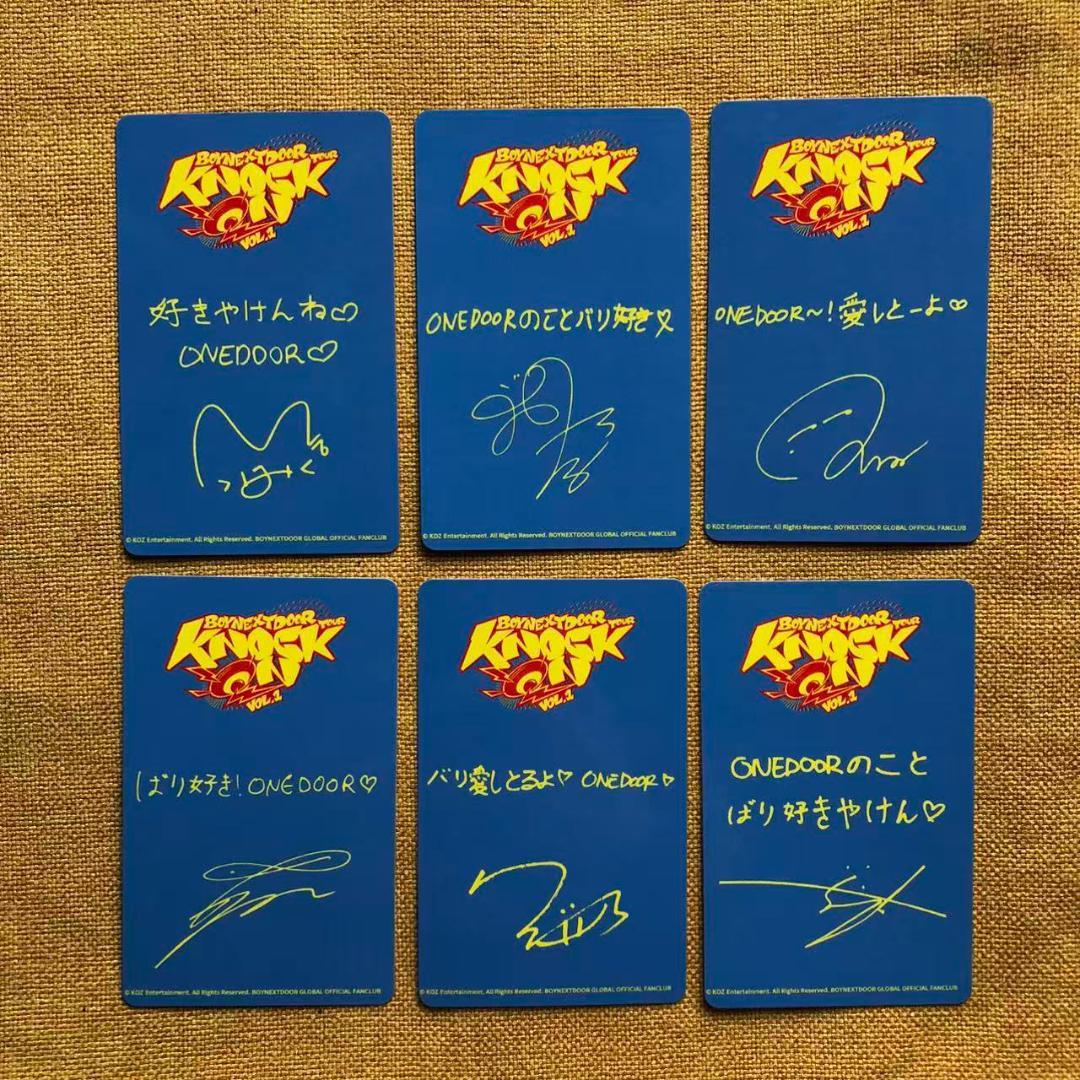 BOYNEXTDOOR TOUR
KNOCK
ON
VOL.1
好きやけんね♡
ONEDOOR♡
© KOZ Entertainment. All Rights Reserved. BOYNEXTDOOR GLOBAL OFFICIAL FANCLUB
BOYNEXTDOOR TOUR
KNOCK
ON
VOL.1
ONEDOORのことバリ好き
© KOZ Entertainment. All Rights Reserved. BOYNEXTDOOR GLOBAL OFFICIAL FANCLUB
BOYNEXTDOOR TOUR
KNOCK
ON
VOL.1
ONEDOOR~!愛しとーよ♡
© KOZ Entertainment. All Rights Reserved. BOYNEXTDOOR GLOBAL OFFICIAL FANCLUB
BOYNEXTDOOR TOUR
KNOCK
ON
VOL.1
ばり好き!ONEDOOR♡
© KOZ Entertainment. All Rights Reserved. BOYNEXTDOOR GLOBAL OFFICIAL FANCLUB
BOYNEXTDOOR TOUR
KNOCK
ON
VOL.1
バリ愛しとるよ♡ ONEDOOR♡
© KOZ Entertainment. All Rights Reserved. BOYNEXTDOOR GLOBAL OFFICIAL FANCLUB
BOYNEXTDOOR TOUR
KNOCK
ON
VOL.1
ONEDOORのこと
ばり好きやけん♡
© KOZ Entertainment. All Rights Reserved. BOYNEXTDOOR GLOBAL OFFICIAL FANCLUB